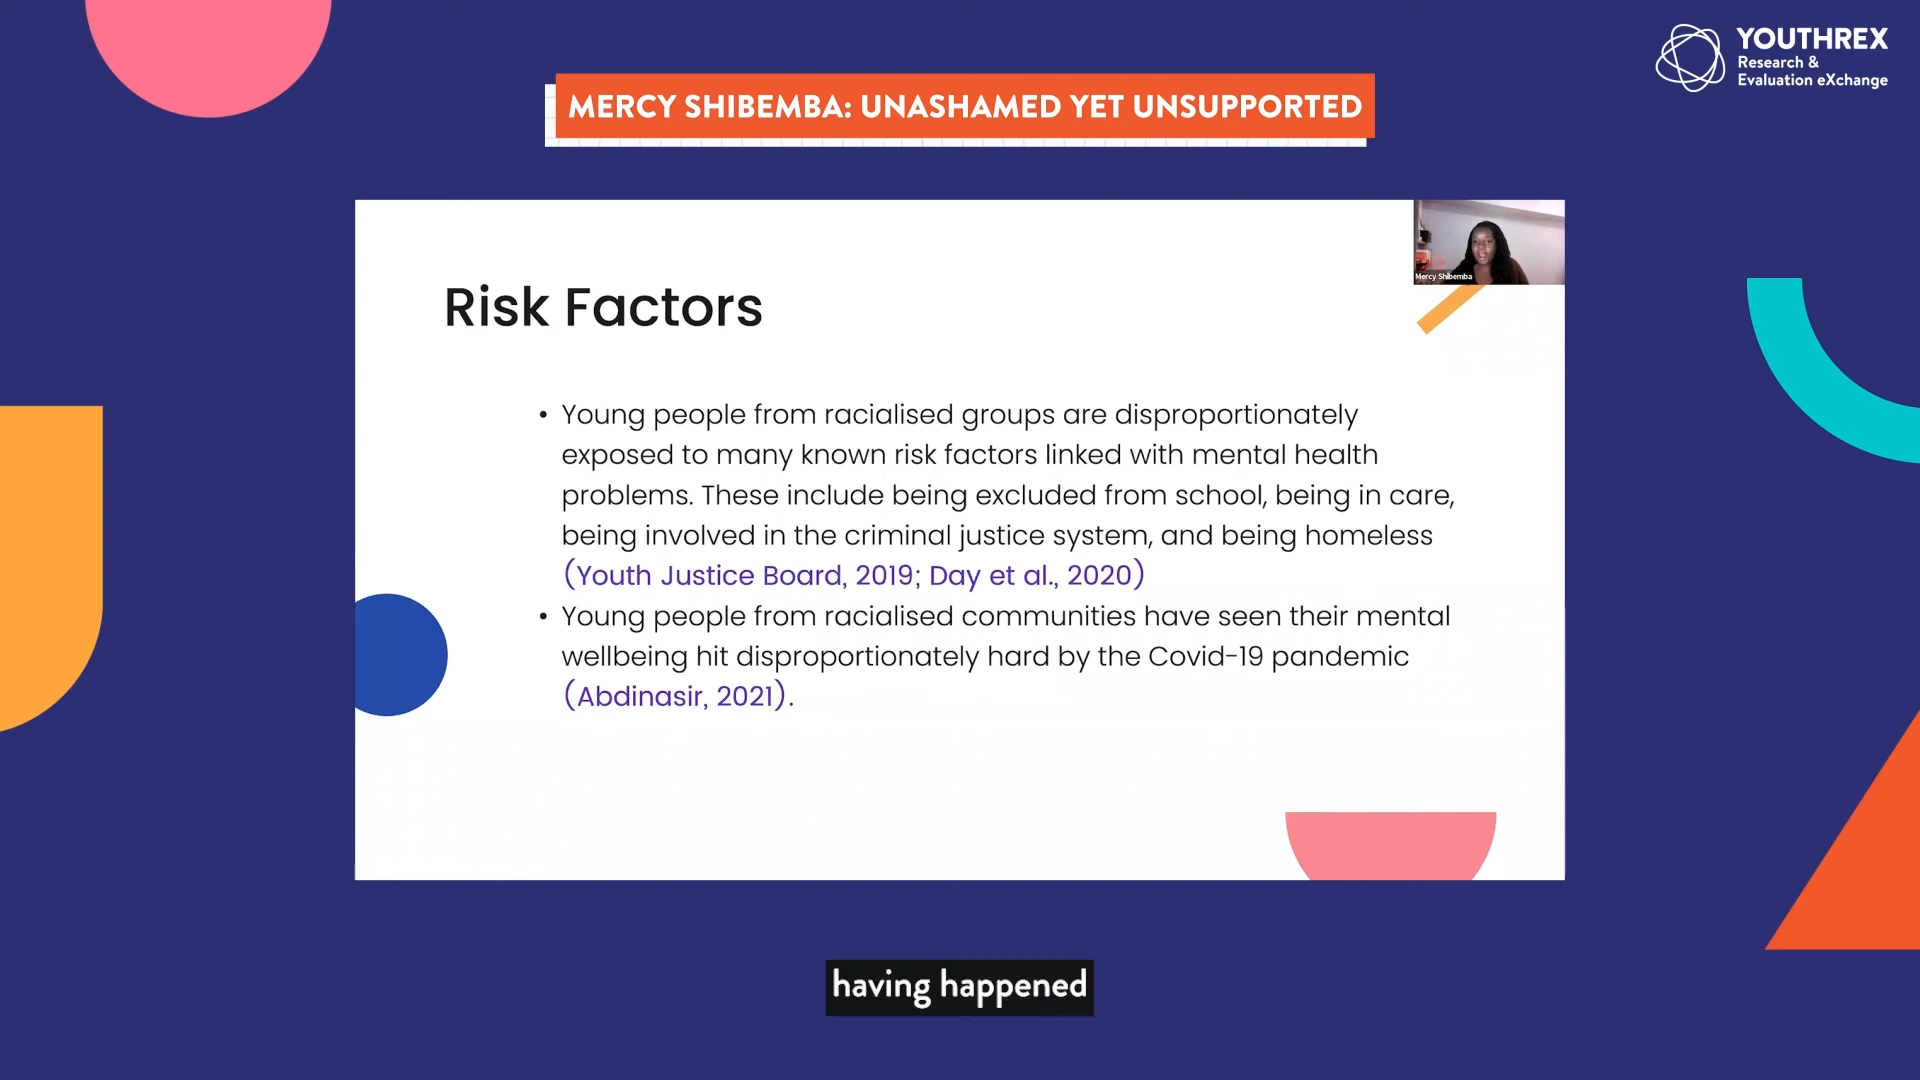 YOUTHREX
Research &
Evaluation eXchange
MERCY SHIBEMBA: UNASHAMED YET UNSUPPORTED
Mercy Shibemba
Risk Factors
• Young people from racialised groups are disproportionately
exposed to many known risk factors linked with mental health
problems. These include being excluded from school, being in care,
being involved in the criminal justice system, and being homeless
(Youth Justice Board, 2019; Day et al., 2020)
• Young people from racialised communities have seen their mental
wellbeing hit disproportionately hard by the Covid-19 pandemic
(Abdinasir, 2021).
having happened